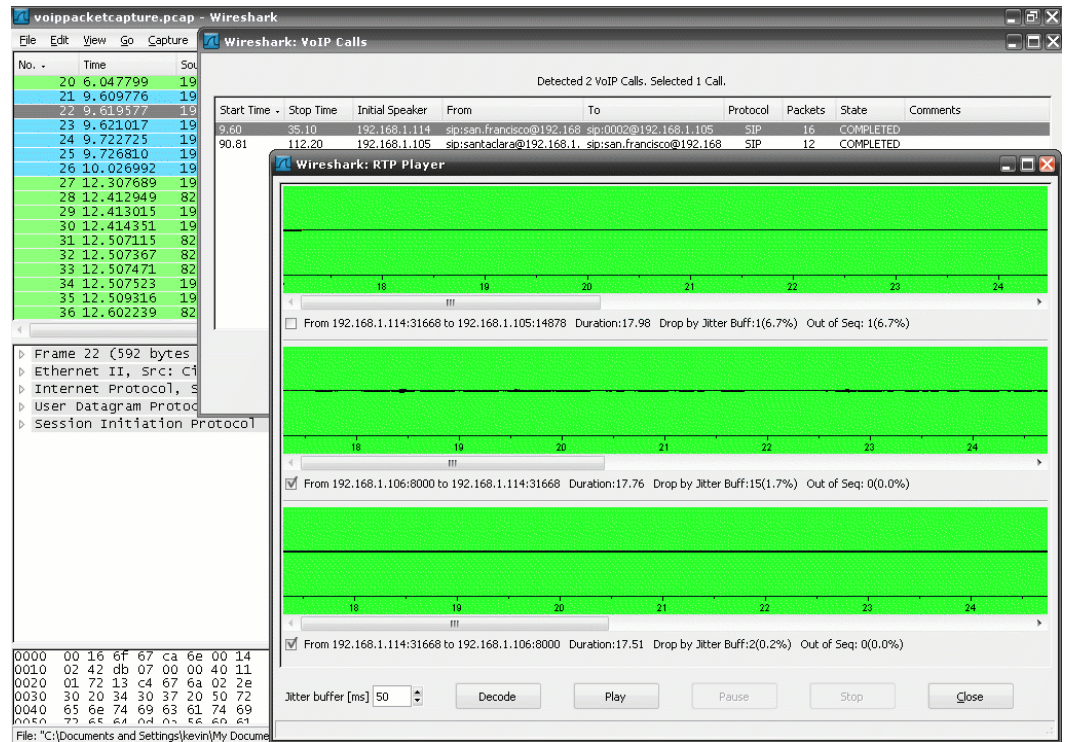 voippacketcapture.pcap - Wireshark
File Edit View Go Capture
No. - Time Sou
20 6.047799 19
21 9.609776 19
22 9.619577 19
23 9.621017 19
24 9.722725 19
25 9.726810 19
26 10.026992 19
27 12.307689 19
28 12.412949 82
29 12.413015 19
30 12.414351 19
31 12.507115 82
32 12.507367 82
33 12.507471 82
34 12.507523 19
35 12.509316 19
36 12.602239 82
Frame 22 (592 bytes
Ethernet II, Src: Ci
Internet Protocol, S
User Datagram Protoc
Session Initiation Protocol
0000 00 16 6f 67 ca 6e 00 14
0010 02 42 db 07 00 00 40 11
0020 01 72 13 c4 67 6a 02 2e
0030 30 20 34 30 37 20 50 72
0040 65 6e 74 69 63 61 74 69
0050 72 65 64 0d 0a 56 69 61
File: "C:\Documents and Settings\kevin\My Docume
Wireshark: VoIP Calls
Detected 2 VoIP Calls. Selected 1 Call.
Start Time - Stop Time Initial Speaker From To Protocol Packets State Comments
9.60 35.10 192.168.1.114 sip:san.francisco@192.168 sip:0002@192.168.1.105 SIP 16 COMPLETED
90.81 112.20 192.168.1.105 sip:santaclara@192.168.1. sip:san.francisco@192.168 SIP 12 COMPLETED
Wireshark: RTP Player
18 19 20 21 22 23 24
From 192.168.1.114:31668 to 192.168.1.105:14878 Duration:17.98 Drop by Jitter Buff:1(6.7%) Out of Seq: 1(6.7%)
18 19 20 21 22 23 24
From 192.168.1.106:8000 to 192.168.1.114:31668 Duration:17.76 Drop by Jitter Buff:15(1.7%) Out of Seq: 0(0.0%)
18 19 20 21 22 23 24
From 192.168.1.114:31668 to 192.168.1.106:8000 Duration:17.51 Drop by Jitter Buff:2(0.2%) Out of Seq: 0(0.0%)
Jitter buffer [ms] 50 Decode Play Pause Stop Close